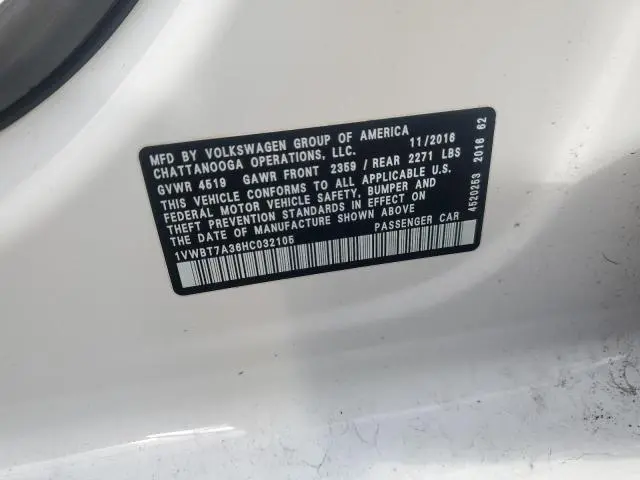 MFD BY VOLKSWAGEN GROUP OF AMERICA 11/2016
CHATTANOOGA OPERATIONS, LLC.
GVWR 4519 GAWR FRONT 2359 / REAR 2271 LBS
THIS VEHICLE CONFORMS TO ALL APPLICABLE U.S.
FEDERAL MOTOR VEHICLE SAFETY, BUMPER AND
THEFT PREVENTION STANDARDS IN EFFECT ON
THE DATE OF MANUFACTURE SHOWN ABOVE
1VWBT7A36HC032105 PASSENGER CAR
4520253 2016 62